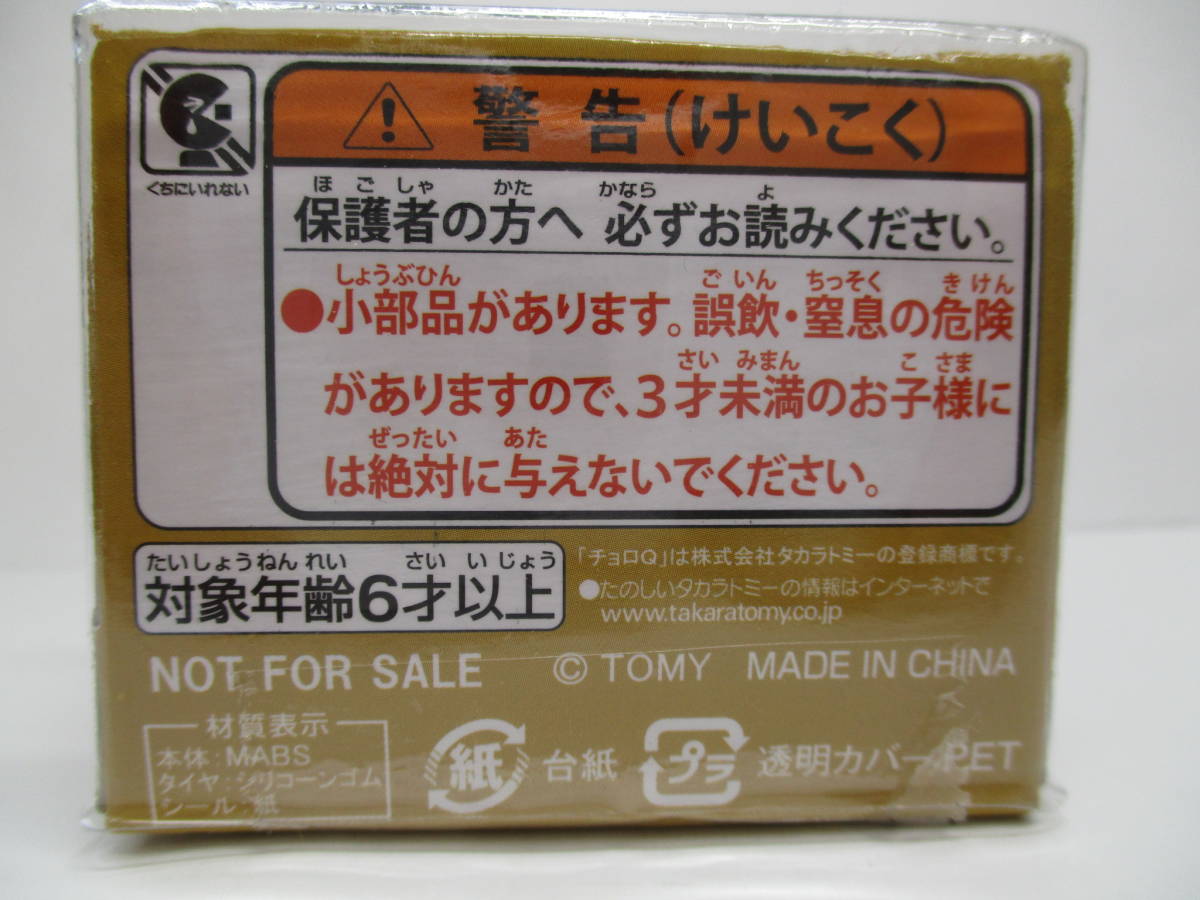 くちにいれない
警告(けいこく)
ほごしゃ かた かなら よ
保護者の方へ 必ずお読みください。
しょうぶひん ごいん ちっそく きけん
●小部品があります。誤飲・窒息の危険
さい みまん こ さま
がありますので、3才未満のお子様に
ぜったい あた
は絶対に与えないでください。
たいしょうねんれい さいいじょう
対象年齢6才以上
「チョロQ」は株式会社タカラトミーの登録商標です。
●たのしいタカラトミーの情報はインターネットで
www.takaratomy.co.jp
NOT FOR SALE © TOMY MADE IN CHINA
材質表示
本体:MABS
タイヤ:シリコーンゴム
シール:紙
紙 台紙 プラ 透明カバー:PET